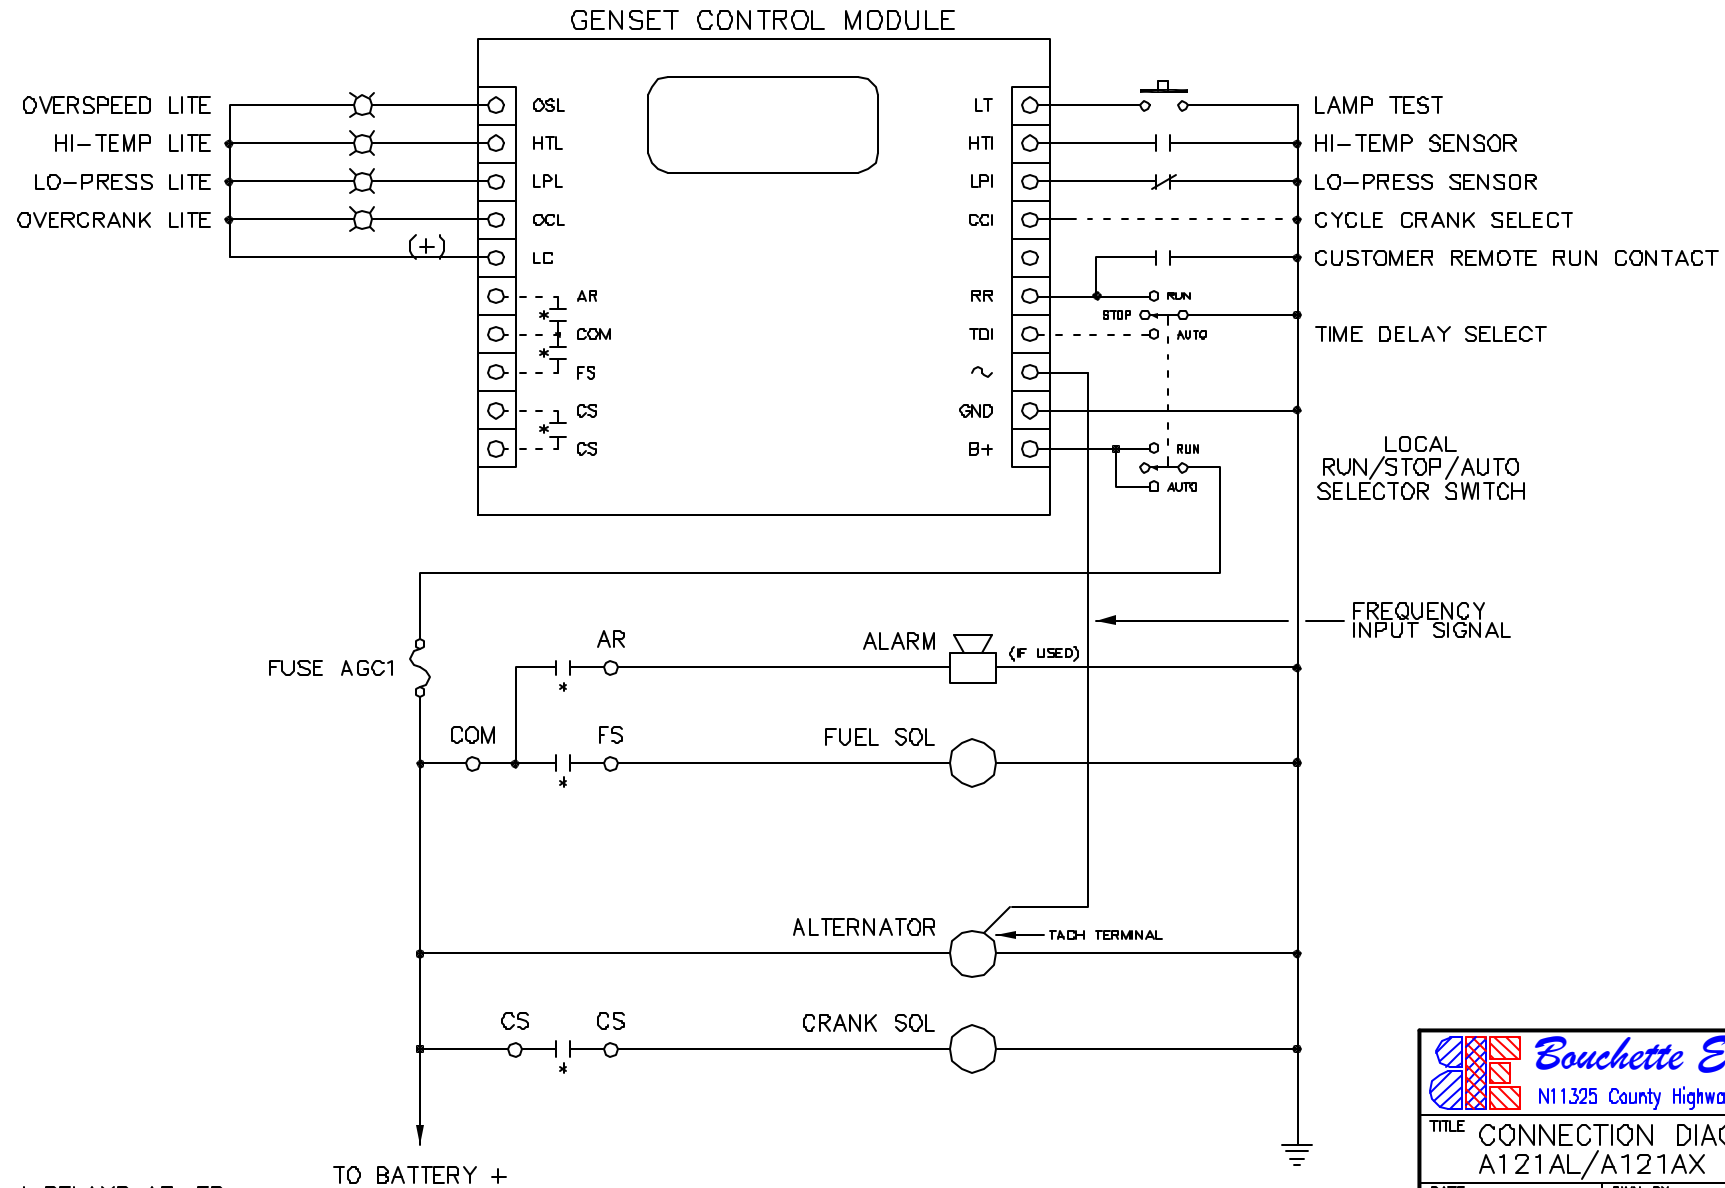 GENSET CONTROL MODULE
OVERSPEED LITE
HI-TEMP LITE
LO-PRESS LITE
OVERCRANK LITE
(+)
OSL
HTL
LPL
OCL
LC
AR
*
COM
*
FS
CS
*
CS
LT
HTI
LPI
CCI
RR
TDI
~
GND
B+
LAMP TEST
HI-TEMP SENSOR
LO-PRESS SENSOR
CYCLE CRANK SELECT
CUSTOMER REMOTE RUN CONTACT
RUN
STOP
AUTO
TIME DELAY SELECT
RUN
AUTO
LOCAL
RUN/STOP/AUTO
SELECTOR SWITCH
FREQUENCY
INPUT SIGNAL
FUSE AGC1
AR
*
ALARM
(IF USED)
COM
FS
*
FUEL SOL
ALTERNATOR
TACH TERMINAL
CS
CS
*
CRANK SOL
TO BATTERY +
Bouchette E
N11325 County Highwa
TITLE
CONNECTION DIAG
A121AL/A121AX